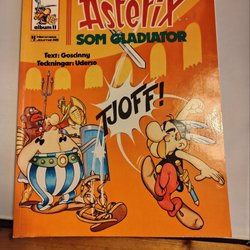 Asterix
SOM GLADIATOR
album 11
Text: Goscinny
Teckningar: Uderzo
TJOFF!